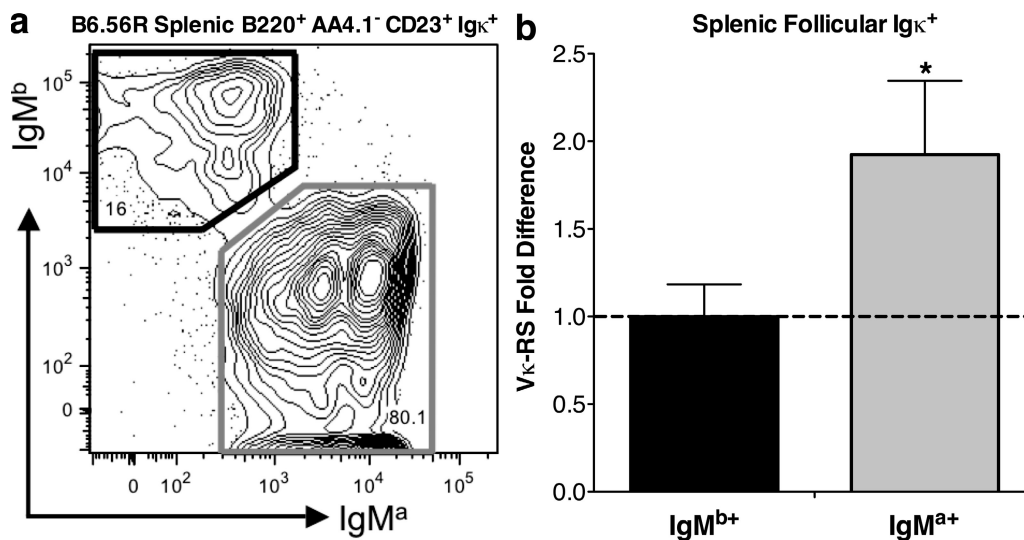 a
B6.56R Splenic B220⁺ AA4.1⁻ CD23⁺ Igκ⁺
IgMᵇ
10⁵
10⁴
10³
10²
0
16
80.1
0 10² 10³ 10⁴ 10⁵
IgMᵃ
b
Splenic Follicular Igκ⁺
Vκ-RS Fold Difference
2.5
2.0
1.5
1.0
0.5
0.0
*
IgMᵇ⁺ IgMᵃ⁺